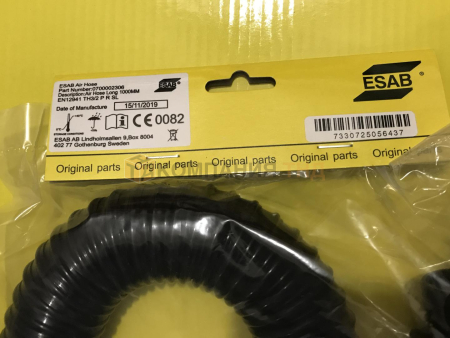 ESAB Air Hose
Part Number:0700002306
Description:Air Hose Long 1000MM
EN12941 TH3/2 P R SL
Date of Manufacture
15/11/2019
CE 0082
ESAB AB Lindholmsallen 9,Box 8004
402 77 Gothenburg Sweden
ESAB
7330725056437
Original parts Original parts Original parts Original parts
КОМПАНИЯ